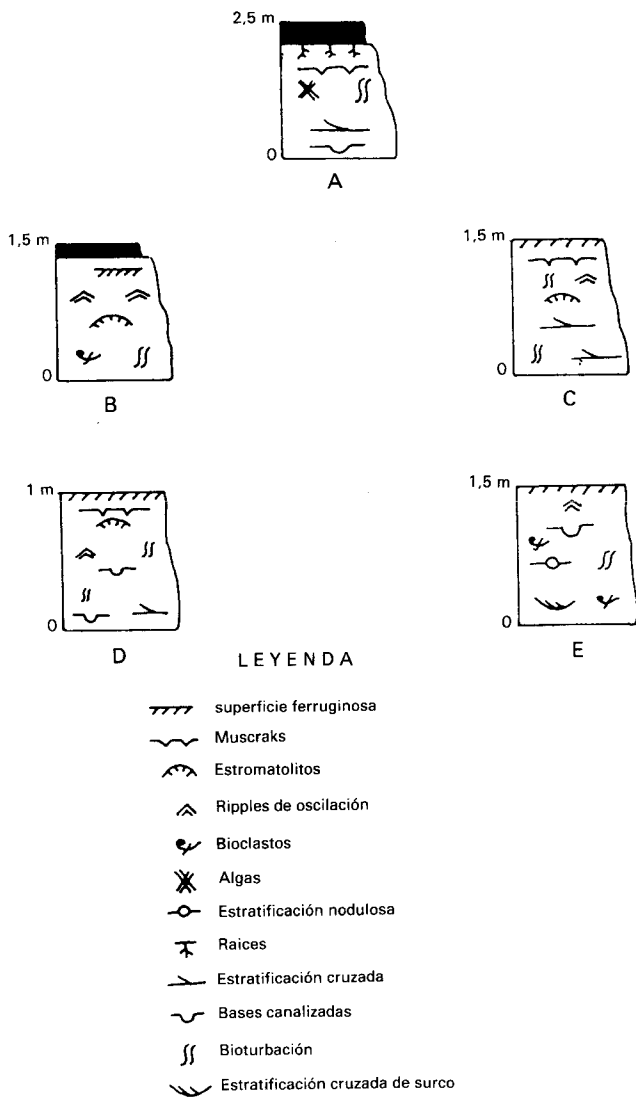 2,5 m
0
A
1,5 m
0
B
1,5 m
0
C
1 m
0
D
1,5 m
0
E
LEYENDA
superficie ferruginosa
Muscraks
Estromatolitos
Ripples de oscilación
Bioclastos
Algas
Estratificación nodulosa
Raices
Estratificación cruzada
Bases canalizadas
Bioturbación
Estratificación cruzada de surco